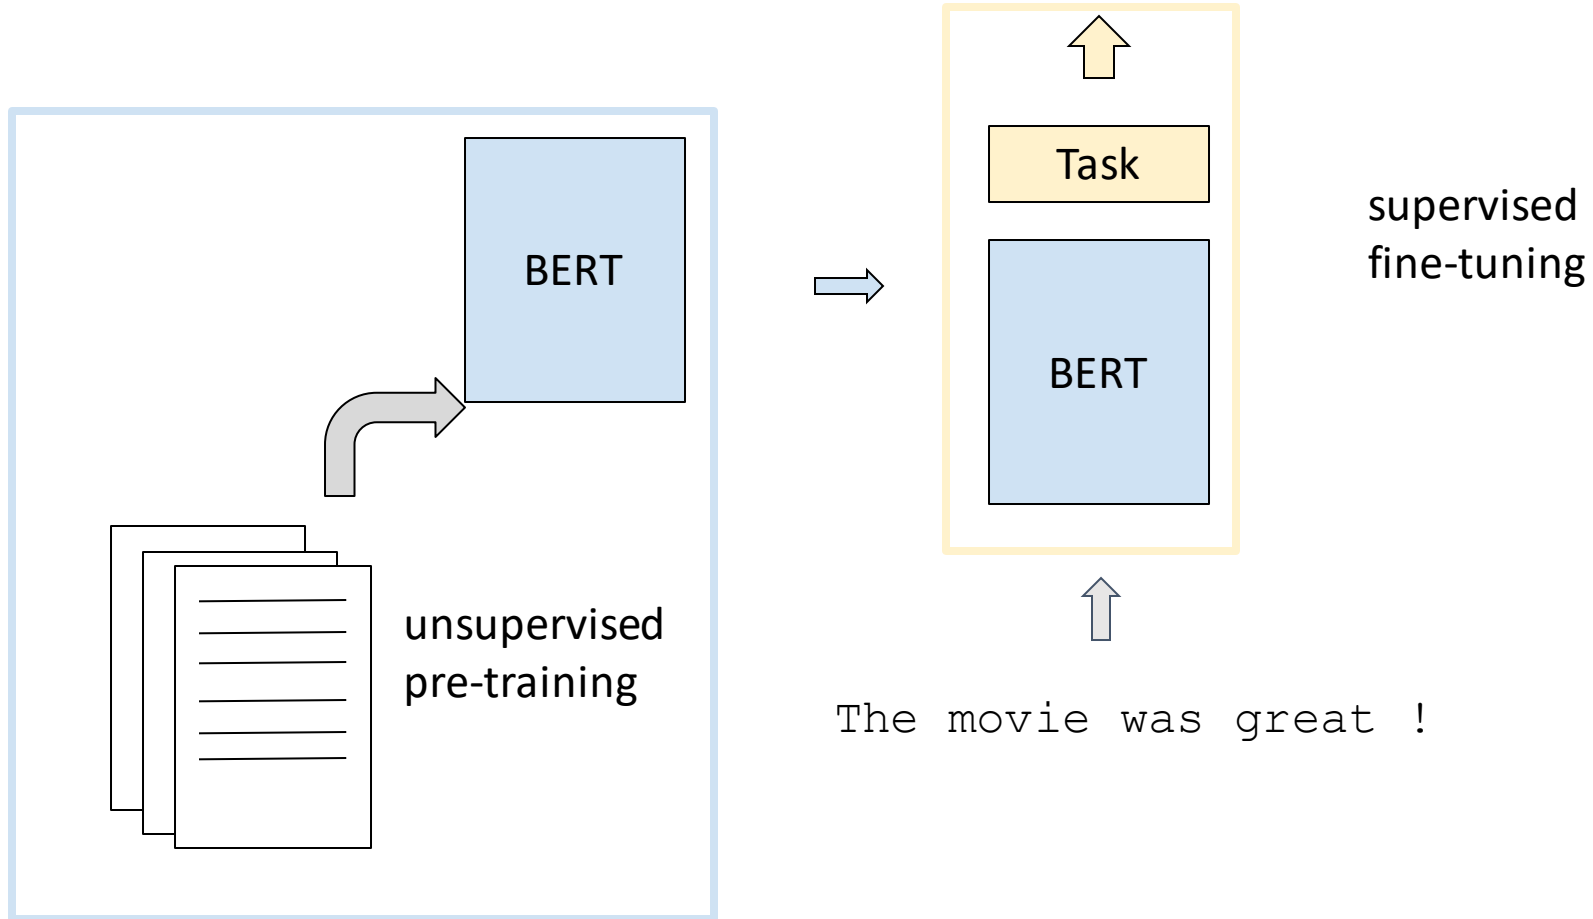 BERT
unsupervised
pre-training
Task
BERT
The movie was great !
supervised
fine-tuning